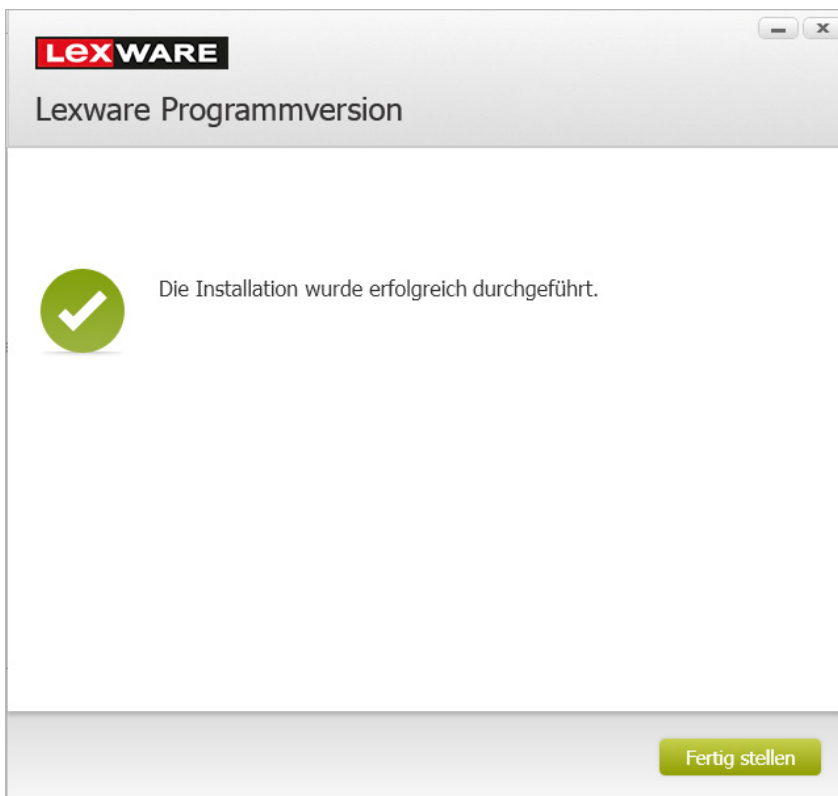 LEXWARE
Lexware Programmversion
Die Installation wurde erfolgreich durchgeführt.
Fertig stellen